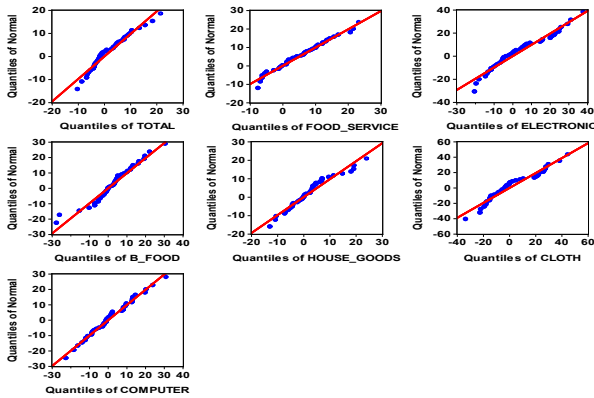 Quantiles of Normal
20
10
0
-10
-20
-20 -10 0 10 20 30
Quantiles of TOTAL
Quantiles of Normal
30
20
10
0
-10
-20
-10 0 10 20 30
Quantiles of FOOD_SERVICE
Quantiles of Normal
40
20
0
-20
-40
-30 -20 -10 0 10 20 30 40
Quantiles of ELECTRONIC
Quantiles of Normal
30
20
10
0
-10
-20
-30
-30 -20 -10 0 10 20 30 40
Quantiles of B_FOOD
Quantiles of Normal
30
20
10
0
-10
-20
-20 -10 0 10 20 30
Quantiles of HOUSE_GOODS
Quantiles of Normal
60
40
20
0
-20
-40
-60
-40 -20 0 20 40 60
Quantiles of CLOTH
Quantiles of Normal
30
20
10
0
-10
-20
-30
-30 -20 -10 0 10 20 30 40
Quantiles of COMPUTER